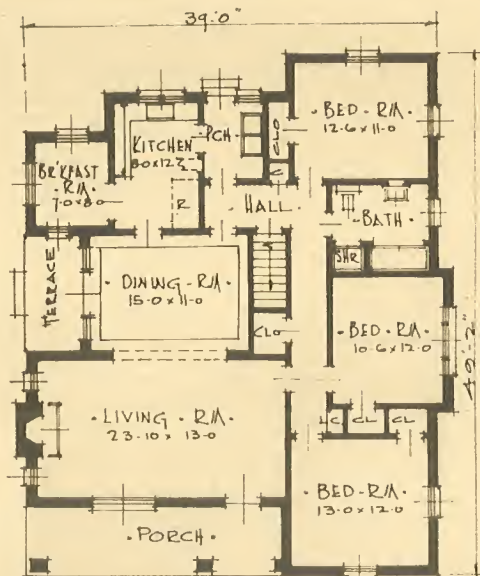 39'-0"
BED-RM
12-6x11-0
CLO
C
KITCHEN
8-0x12-3
PCH
BR'KFAST
RM
7-0x8-0
R
HALL
BATH
SHR
TERRACE
DINING-RM
15-0x11-0
CLO
BED-RM
10-6x12-0
49'-2"
LIVING-RM
23-10x13-0
LC
CL
CL
BED-RM
13-0x12-0
PORCH